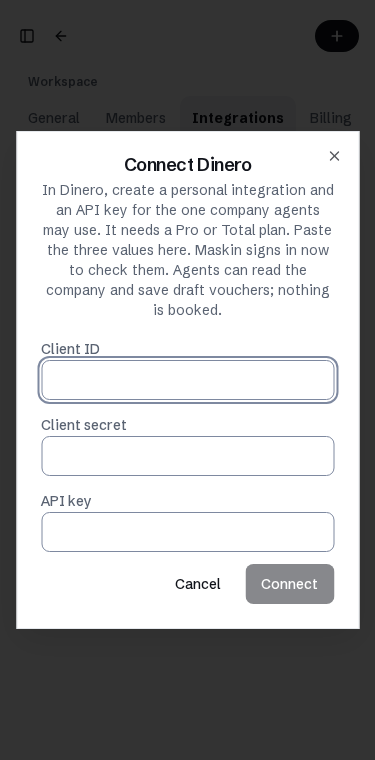 Workspace
General Members Integrations Billing
Connect Dinero
In Dinero, create a personal integration and
an API key for the one company agents
may use. It needs a Pro or Total plan. Paste
the three values here. Maskin signs in now
to check them. Agents can read the
company and save draft vouchers; nothing
is booked.
Client ID
Client secret
API key
Cancel Connect